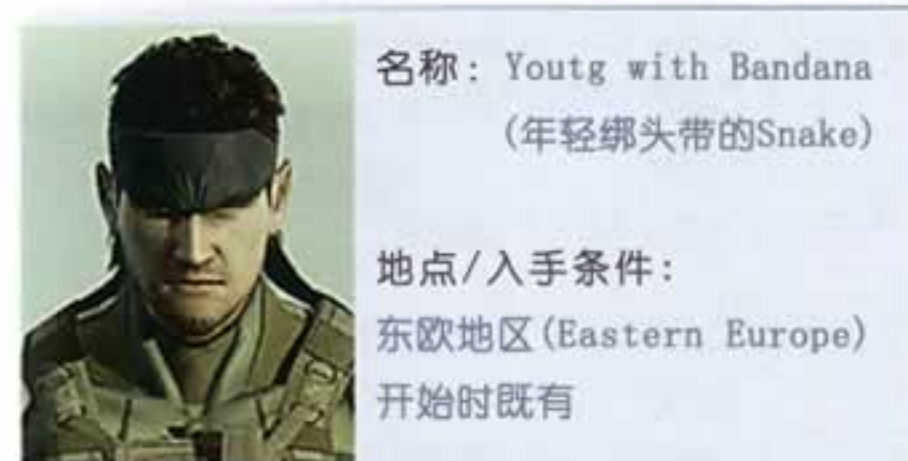 名称：Youtg with Bandana
(年轻绑头带的Snake)
地点/入手条件：
东欧地区(Eastern Europe)
开始时既有